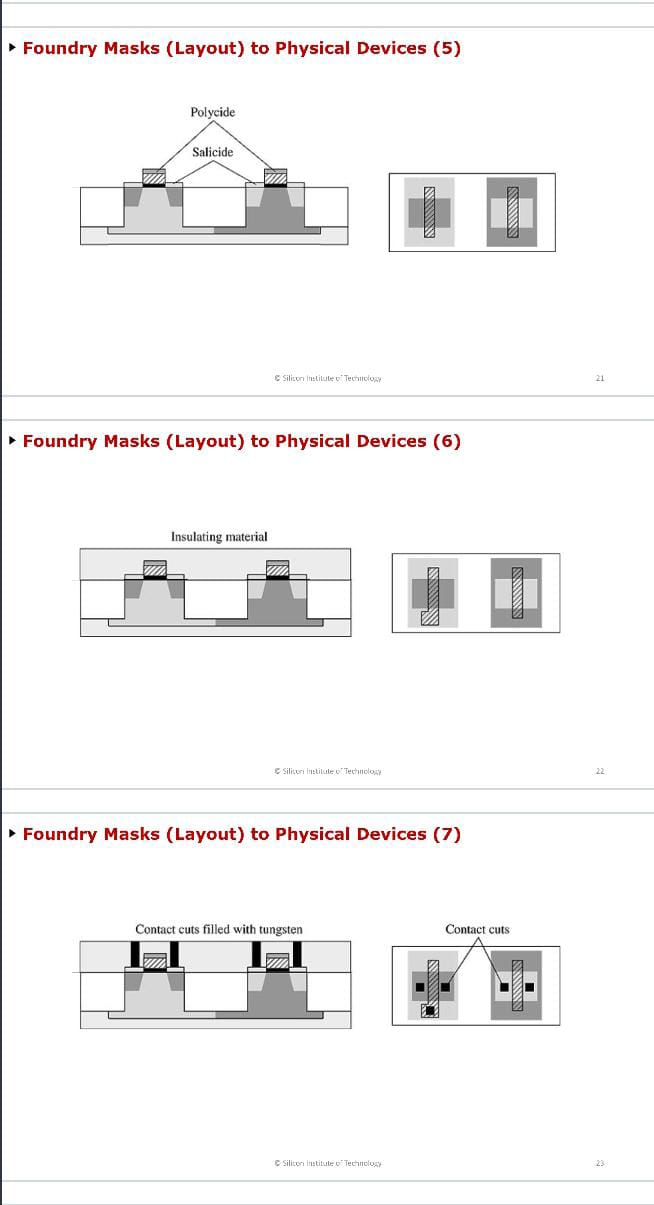 Foundry Masks (Layout) to Physical Devices (5)
Polycide
Salicide
© Silicon Institute of Technology
21
Foundry Masks (Layout) to Physical Devices (6)
Insulating material
© Silicon Institute of Technology
22
Foundry Masks (Layout) to Physical Devices (7)
Contact cuts filled with tungsten
Contact cuts
© Silicon Institute of Technology
23